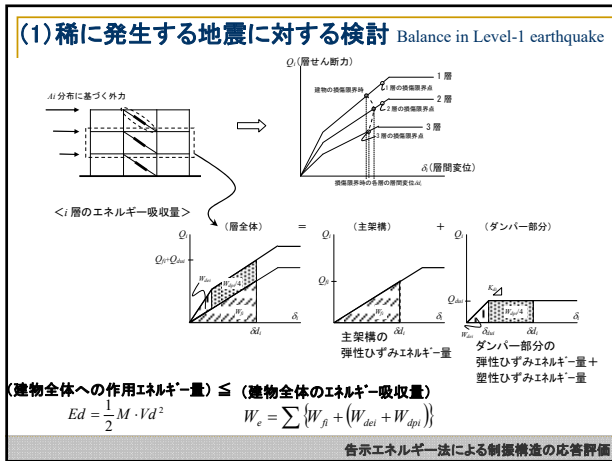 (1)稀に発生する地震に対する検討 Balance in Level-1 earthquake
Qi(層せん断力)
Ai 分布に基づく外力
建物の損傷限界時
1 層
1層の損傷限界点
2 層
2層の損傷限界点
3 層
3層の損傷限界点
δi(層間変位)
損傷限界時の各層の層間変位δdi
<i 層のエネルギー吸収量>
(層全体) = (主架構) + (ダンパー部分)
Qi
Qi
Qi
Qfi+Qdui
Wdei
Wdpi/4
Wfi
δdi
δi
Qfi
Wfi
δdi
δi
Kdi
Qdui
Wdpi/4
Wdei
δdui
δdi
δi
主架構の
弾性ひずみエネルギー量
ダンパー部分の
弾性ひずみエネルギー量+
塑性ひずみエネルギー量
(建物全体への作用エネルギー量) ≦ (建物全体のエネルギー吸収量)
Ed = 1/2 M・Vd²
We = ∑{Wfi + (Wdei + Wdpi)}
告示エネルギー法による制振構造の応答評価